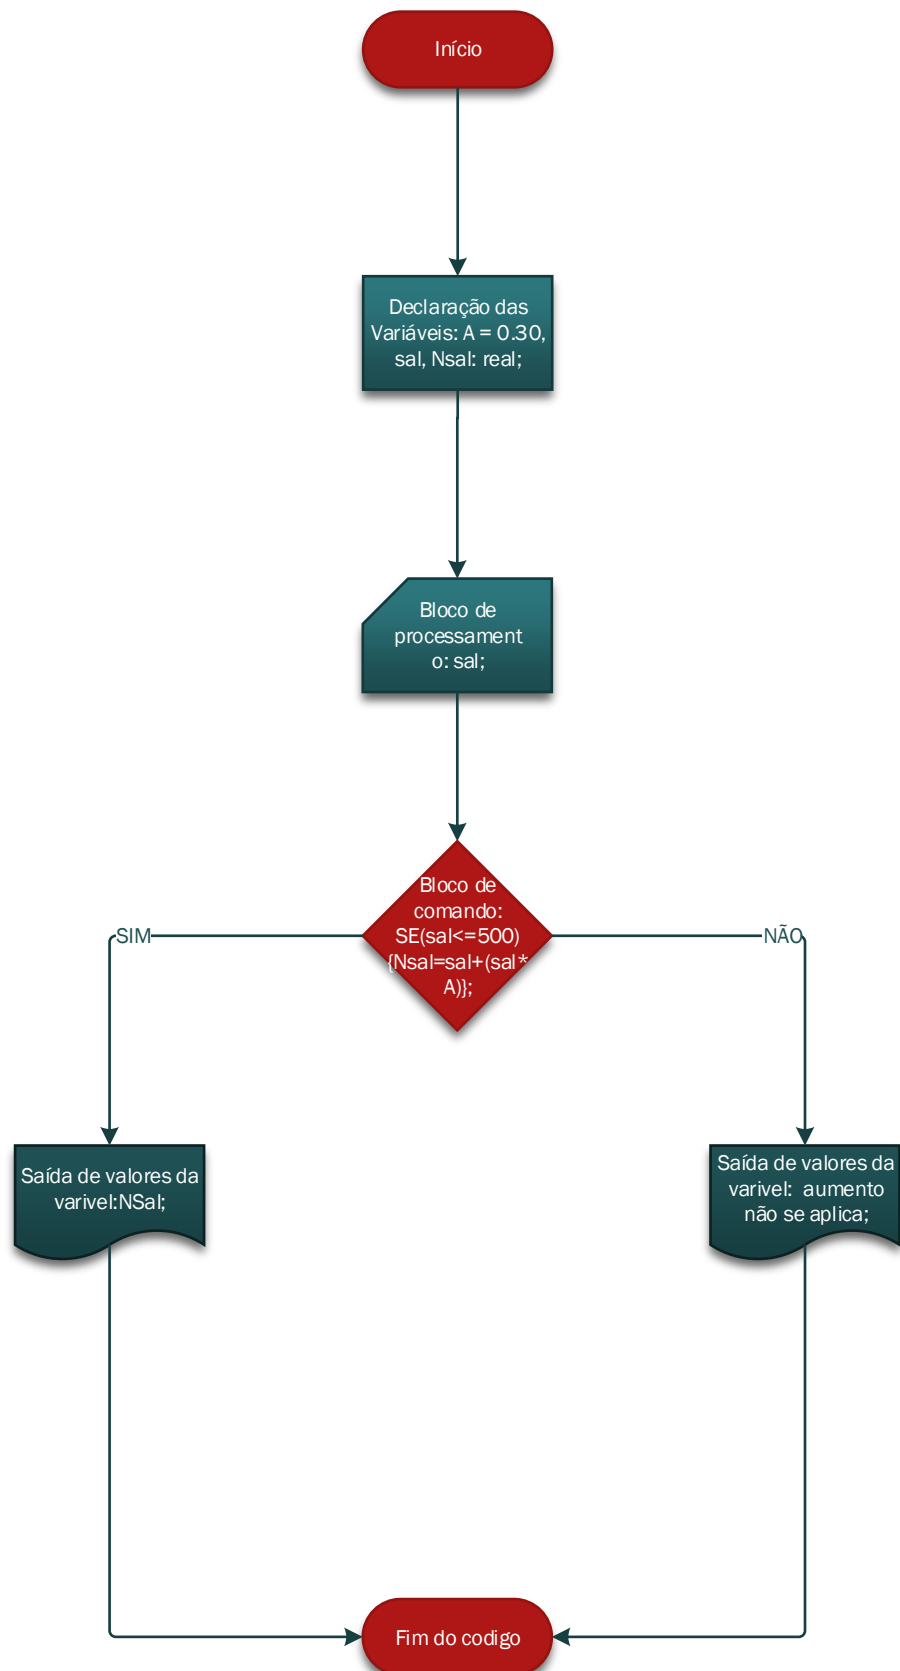 Início
Declaração das
Variáveis: A = 0.30,
sal, Nsal: real;
Bloco de
processament
o: sal;
Bloco de
comando:
SE(sal<=500)
{Nsal=sal+(sal*
A)};
SIM
NÃO
Saída de valores da
varivel:NSal;
Saída de valores da
varivel:  aumento
não se aplica;
Fim do codigo